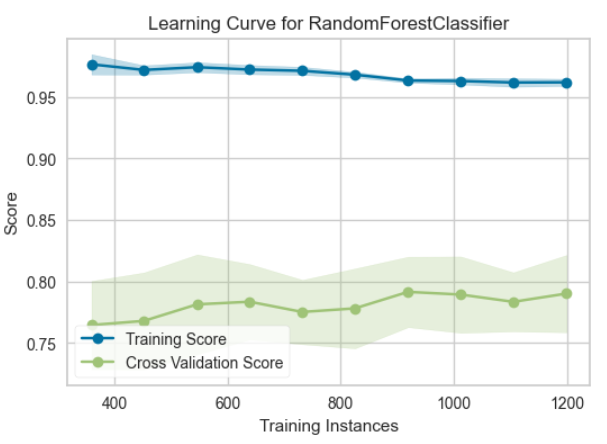 Learning Curve for RandomForestClassifier
Score
0.95
0.90
0.85
0.80
0.75
Training Score
Cross Validation Score
400 600 800 1000 1200
Training Instances